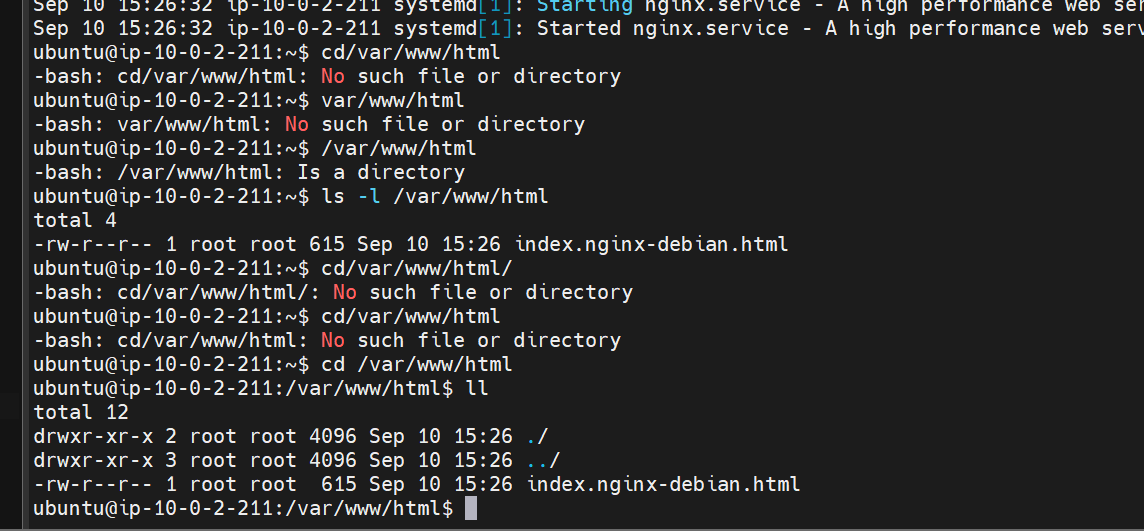 Sep 10 15:26:32 ip-10-0-2-211 systemd[1]: Starting nginx.service - A high performance web
Sep 10 15:26:32 ip-10-0-2-211 systemd[1]: Started nginx.service - A high performance web
ubuntu@ip-10-0-2-211:~$ cd/var/www/html
-bash: cd/var/www/html: No such file or directory
ubuntu@ip-10-0-2-211:~$ var/www/html
-bash: var/www/html: No such file or directory
ubuntu@ip-10-0-2-211:~$ /var/www/html
-bash: /var/www/html: Is a directory
ubuntu@ip-10-0-2-211:~$ ls -l /var/www/html
total 4
-rw-r--r-- 1 root root 615 Sep 10 15:26 index.nginx-debian.html
ubuntu@ip-10-0-2-211:~$ cd/var/www/html/
-bash: cd/var/www/html/: No such file or directory
ubuntu@ip-10-0-2-211:~$ cd/var/www/html
-bash: cd/var/www/html: No such file or directory
ubuntu@ip-10-0-2-211:~$ cd /var/www/html
ubuntu@ip-10-0-2-211:/var/www/html$ ll
total 12
drwxr-xr-x 2 root root 4096 Sep 10 15:26 ./
drwxr-xr-x 3 root root 4096 Sep 10 15:26 ../
-rw-r--r-- 1 root root  615 Sep 10 15:26 index.nginx-debian.html
ubuntu@ip-10-0-2-211:/var/www/html$